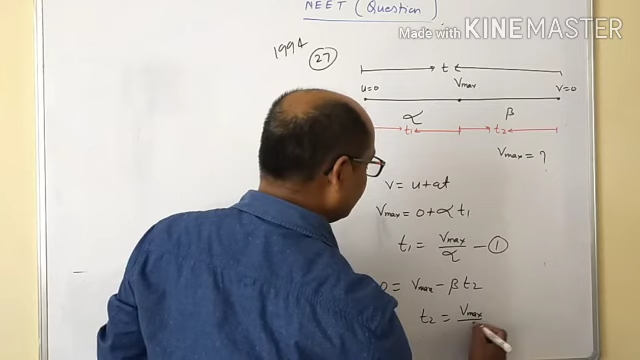 NEET (Question)
Made with KINEMASTER
1994 27
t
u=0 Vmax v=0
α β
t1 t2
Vmax = ?
v = u + at
Vmax = 0 + α t1
t1 = Vmax/α — 1
0 = Vmax - β t2
t2 = Vmax